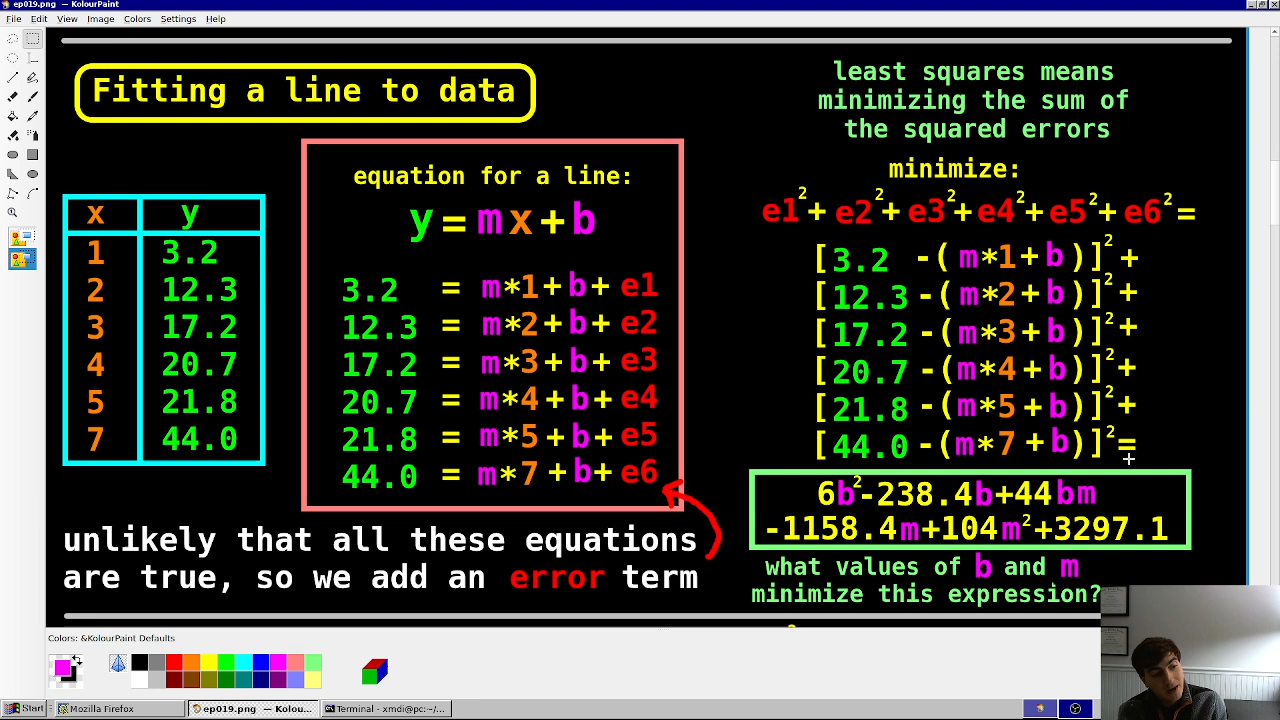 ep019.png — KolourPaint
File Edit View Image Colors Settings Help
Fitting a line to data
x y
1 3.2
2 12.3
3 17.2
4 20.7
5 21.8
7 44.0
equation for a line:
y=mx+b
3.2 = m*1+b+e1
12.3 = m*2+b+e2
17.2 = m*3+b+e3
20.7 = m*4+b+e4
21.8 = m*5+b+e5
44.0 = m*7+b+e6
unlikely that all these equations
are true, so we add an error term
least squares means
minimizing the sum of
the squared errors
minimize:
e1²+e2²+e3²+e4²+e5²+e6²=
[3.2 -(m*1+b)]²+
[12.3-(m*2+b)]²+
[17.2-(m*3+b)]²+
[20.7-(m*4+b)]²+
[21.8-(m*5+b)]²+
[44.0-(m*7+b)]²=
6b²-238.4b+44bm
-1158.4m+104m²+3297.1
what values of b and m
minimize this expression?
Colors: &KolourPaint Defaults
Start Mozilla Firefox ep019.png — Kolou... Terminal - xmdi@pc:~/...